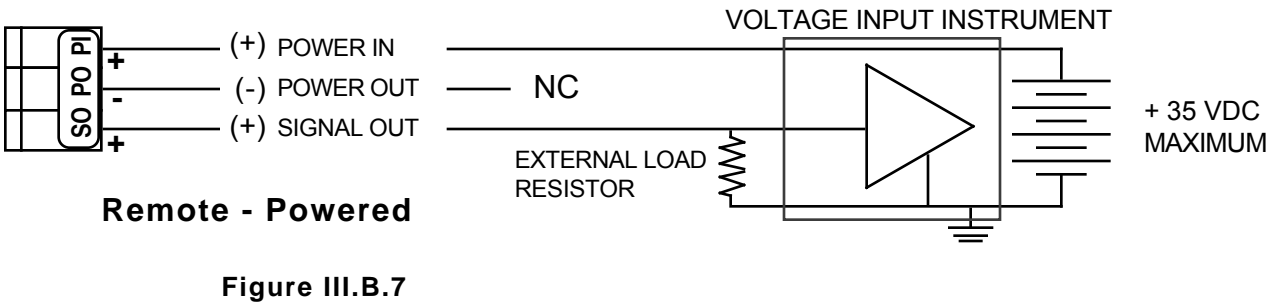 VOLTAGE INPUT INSTRUMENT
SO PO PI
+
-
+
(+) POWER IN
(-) POWER OUT
NC
(+) SIGNAL OUT
+ 35 VDC
MAXIMUM
EXTERNAL LOAD
RESISTOR
Remote - Powered
Figure III.B.7